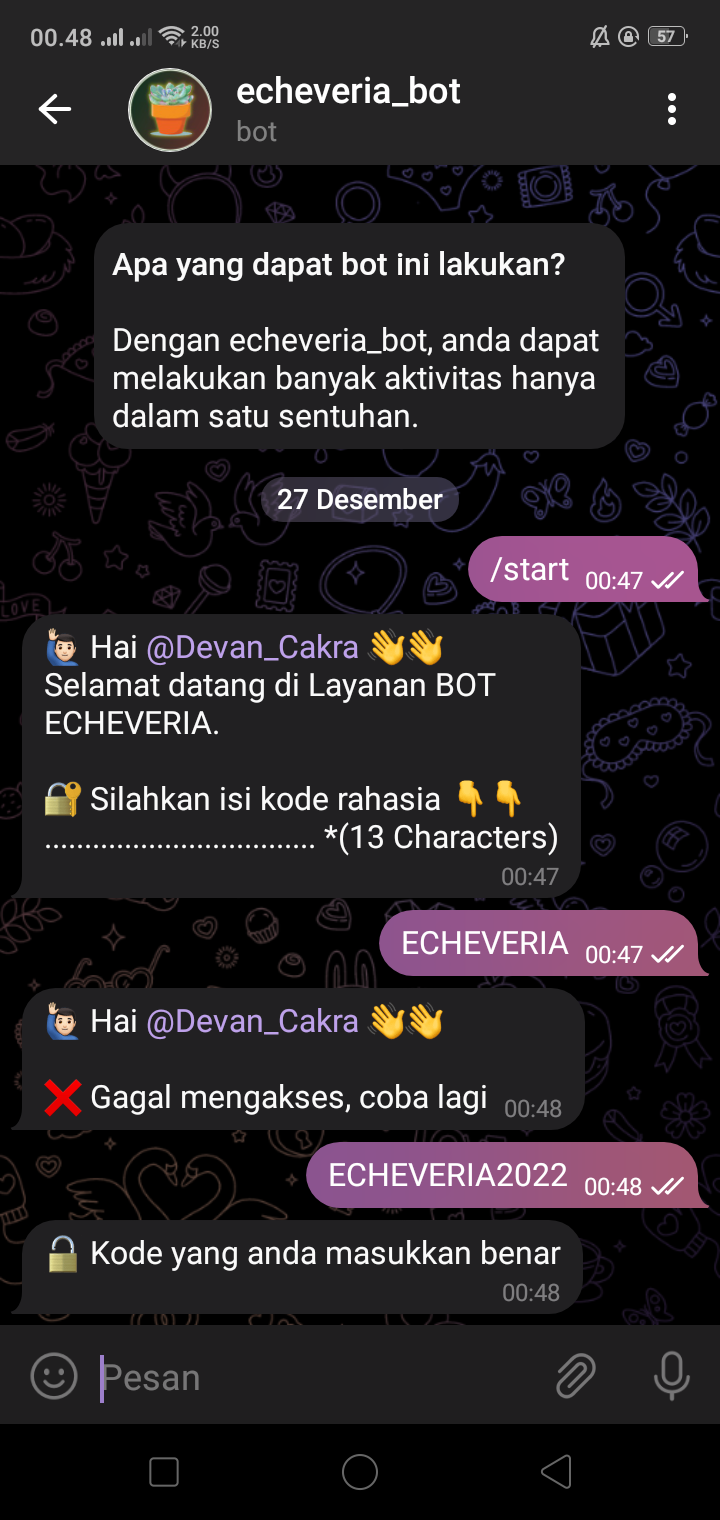 00.48 2.00 KB/S 57
echeveria_bot
bot
Apa yang dapat bot ini lakukan?
Dengan echeveria_bot, anda dapat
melakukan banyak aktivitas hanya
dalam satu sentuhan.
27 Desember
/start 00:47
🙋🏻‍♂️ Hai @Devan_Cakra 👋👋
Selamat datang di Layanan BOT
ECHEVERIA.
🔐 Silahkan isi kode rahasia 👇👇
.................................. *(13 Characters)
00:47
ECHEVERIA 00:47
🙋🏻‍♂️ Hai @Devan_Cakra 👋👋
❌ Gagal mengakses, coba lagi 00:48
ECHEVERIA2022 00:48
🔓 Kode yang anda masukkan benar
00:48
Pesan